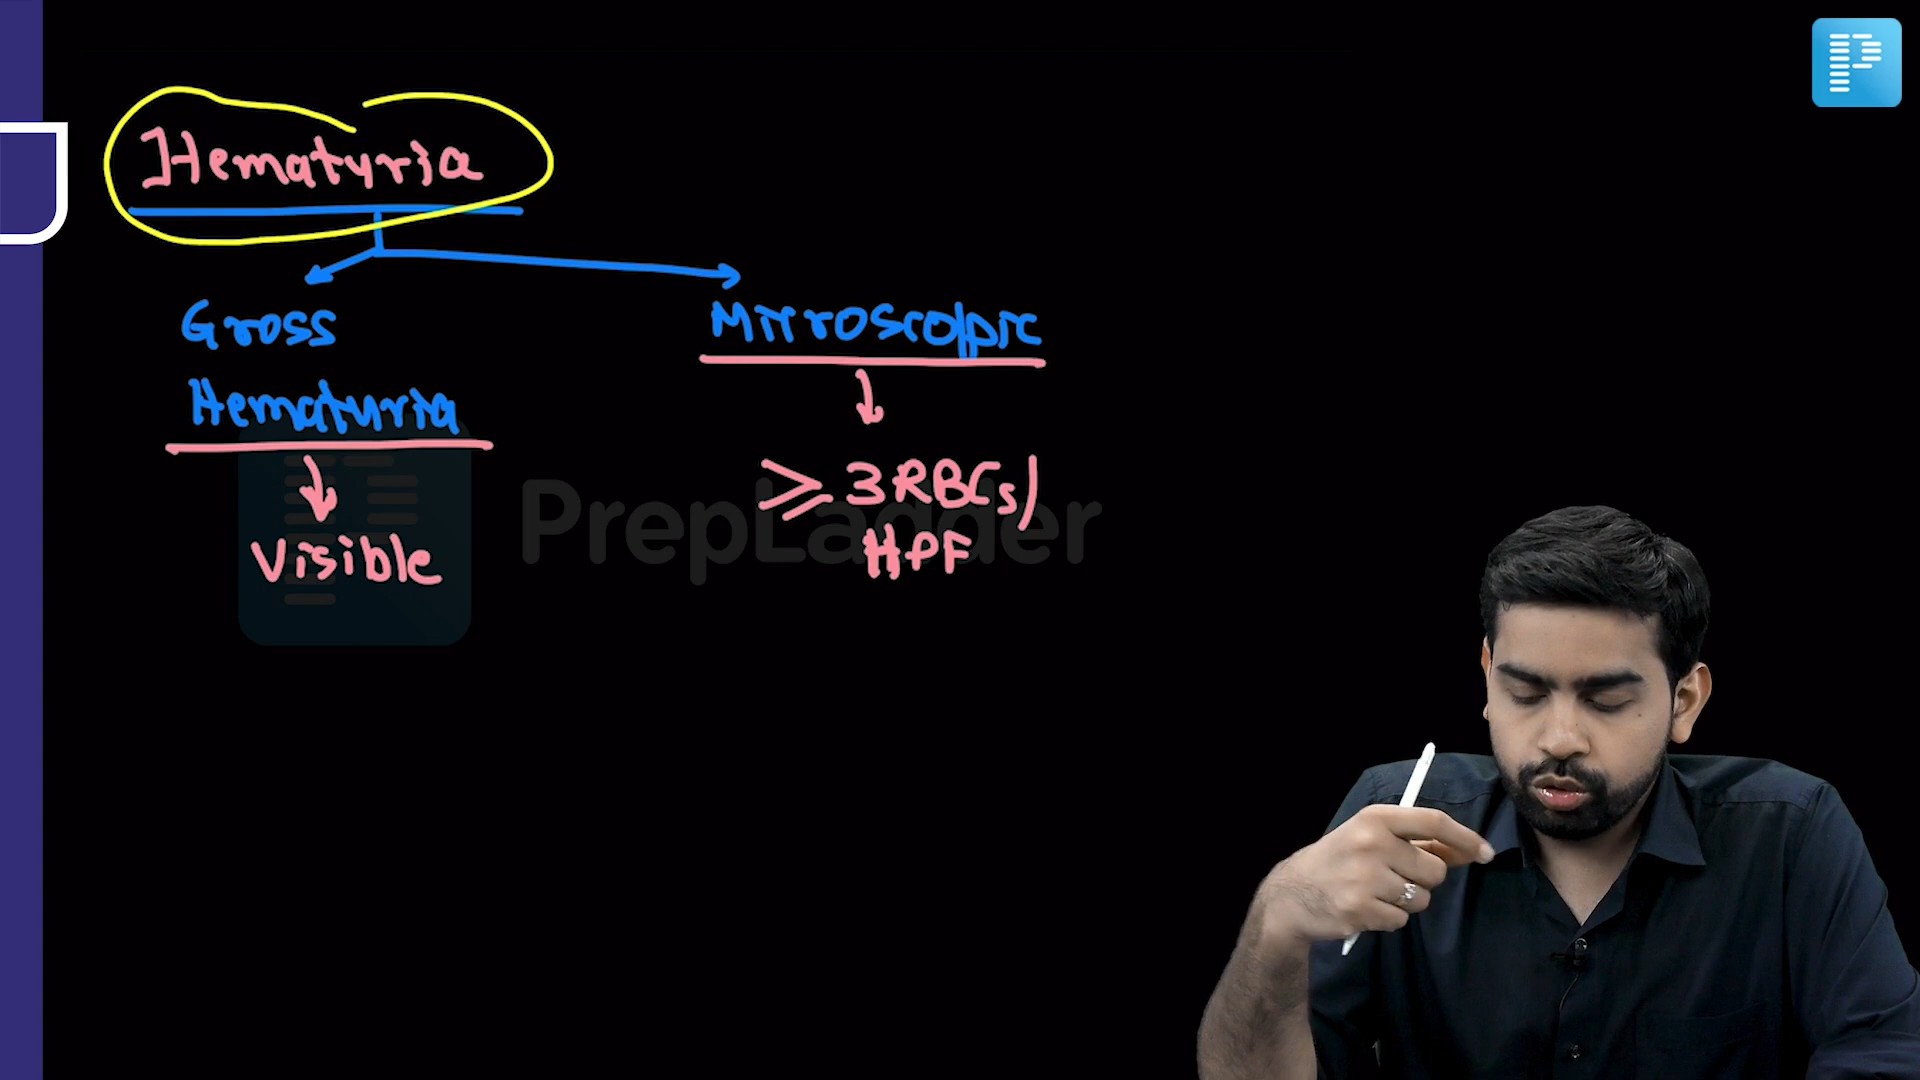 Hematuria
Gross
Microscopic
Hematuria
≥ 3 RBCs/
HPF
Visible
PrepLadder